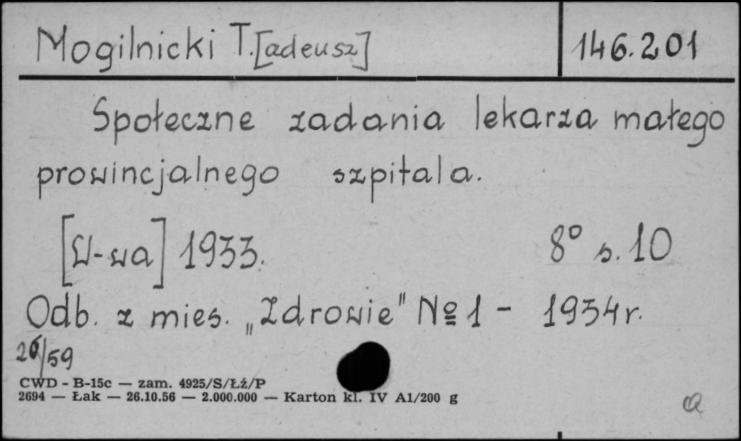 Mogilnicki T.[adeusz] 146.201
Społeczne zadania lekarza małego
prowincjalnego szpitala.
[W-wa] 1933. 8° s. 10
Odb. z mies. „Zdrowie" № 1 - 1934 r.
26/59
CWD - B-15c — zam. 4925/S/Łź/P
2694 — Łak — 26.10.56 — 2.000.000 — Karton kl. IV A1/200 g